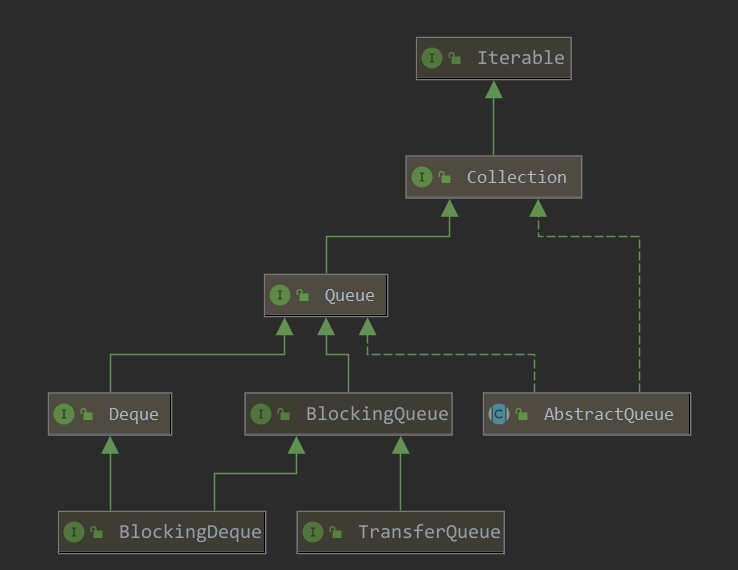 I Iterable
I Collection
I Queue
I Deque
I BlockingQueue
C AbstractQueue
I BlockingDeque
I TransferQueue